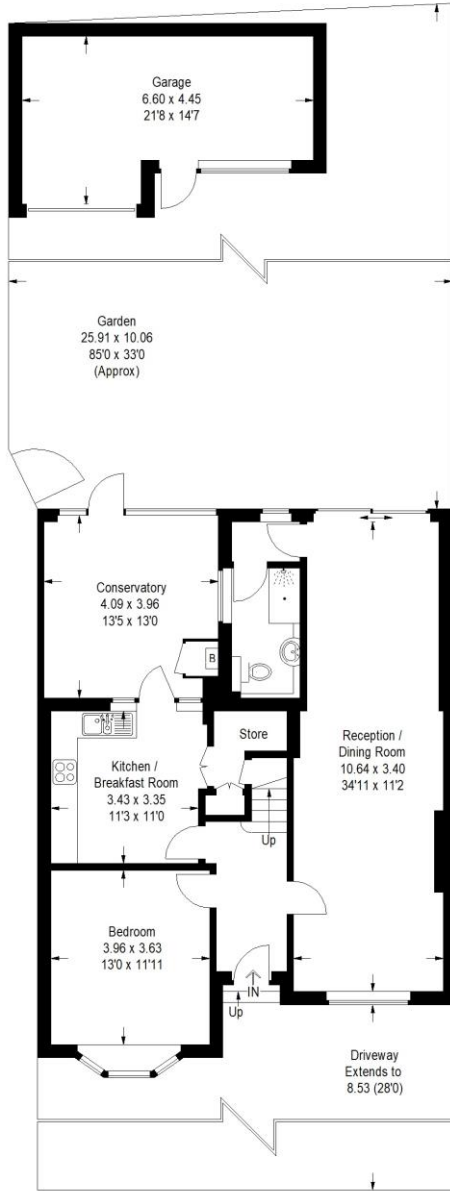 Garage
6.60 x 4.45
21'8 x 14'7
Garden
25.91 x 10.06
85'0 x 33'0
(Approx)
Conservatory
4.09 x 3.96
13'5 x 13'0
B
Store
Kitchen /
Breakfast Room
3.43 x 3.35
11'3 x 11'0
Reception /
Dining Room
10.64 x 3.40
34'11 x 11'2
Up
Bedroom
3.96 x 3.63
13'0 x 11'11
IN
Up
Driveway
Extends to
8.53 (28'0)